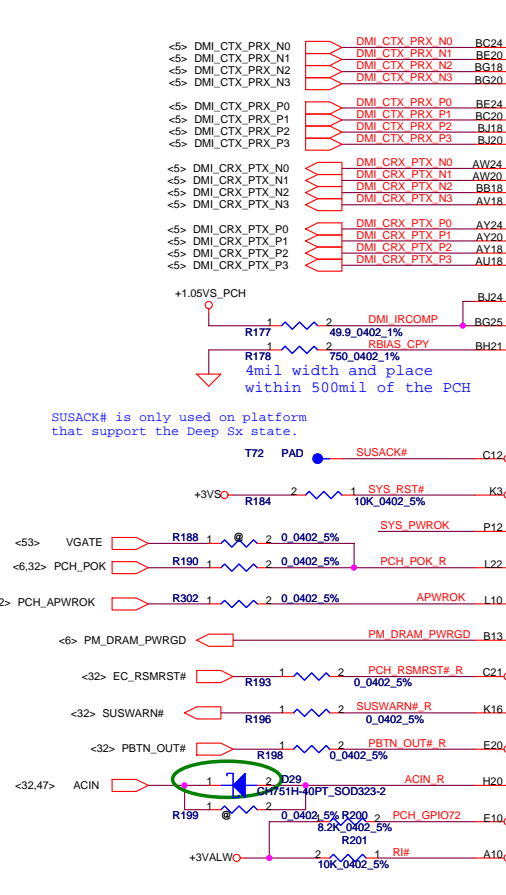 <5> DMI_CTX_PRX_N0 DMI_CTX_PRX_N0 BC24
<5> DMI_CTX_PRX_N1 DMI_CTX_PRX_N1 BE20
<5> DMI_CTX_PRX_N2 DMI_CTX_PRX_N2 BG18
<5> DMI_CTX_PRX_N3 DMI_CTX_PRX_N3 BG20
<5> DMI_CTX_PRX_P0 DMI_CTX_PRX_P0 BE24
<5> DMI_CTX_PRX_P1 DMI_CTX_PRX_P1 BC20
<5> DMI_CTX_PRX_P2 DMI_CTX_PRX_P2 BJ18
<5> DMI_CTX_PRX_P3 DMI_CTX_PRX_P3 BJ20
<5> DMI_CRX_PTX_N0 DMI_CRX_PTX_N0 AW24
<5> DMI_CRX_PTX_N1 DMI_CRX_PTX_N1 AW20
<5> DMI_CRX_PTX_N2 DMI_CRX_PTX_N2 BB18
<5> DMI_CRX_PTX_N3 DMI_CRX_PTX_N3 AV18
<5> DMI_CRX_PTX_P0 DMI_CRX_PTX_P0 AY24
<5> DMI_CRX_PTX_P1 DMI_CRX_PTX_P1 AY20
<5> DMI_CRX_PTX_P2 DMI_CRX_PTX_P2 AY18
<5> DMI_CRX_PTX_P3 DMI_CRX_PTX_P3 AU18
+1.05VS_PCH BJ24
1 2 DMI_IRCOMP BG25
R177 49.9_0402_1%
1 2 RBIAS_CPY BH21
R178 750_0402_1%
4mil width and place
within 500mil of the PCH
SUSACK# is only used on platform
that support the Deep Sx state.
T72 PAD SUSACK# C12
+3VS 2 1 SYS_RST# K3
R184 10K_0402_5%
SYS_PWROK P12
<53> VGATE R188 1 @ 2 0_0402_5%
<6,32> PCH_POK R190 1 2 0_0402_5% PCH_POK_R L22
2> PCH_APWROK R302 1 2 0_0402_5% APWROK L10
<6> PM_DRAM_PWRGD PM_DRAM_PWRGD B13
<32> EC_RSMRST# 1 2 PCH_RSMRST#_R C21
R193 0_0402_5%
<32> SUSWARN# 1 2 SUSWARN#_R K16
R196 0_0402_5%
<32> PBTN_OUT# 1 2 PBTN_OUT#_R E20
R198 0_0402_5%
<32,47> ACIN 1 2 D29 ACIN_R H20
CH751H-40PT_SOD323-2
R199 1 @ 2 0_0402_5% R200 PCH_GPIO72 E10
8.2K_0402_5%
R201
+3VALW 2 1 RI# A10
10K_0402_5%